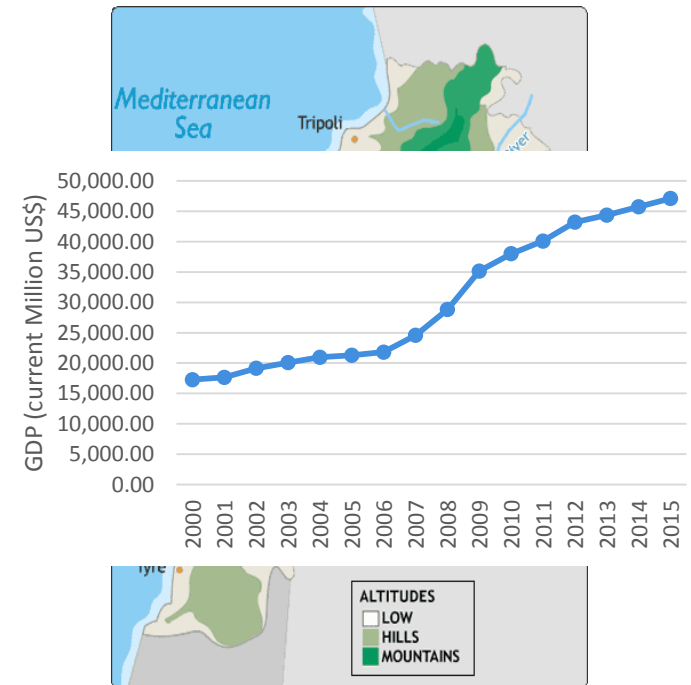 Mediterranean
Sea
Tripoli
GDP (current Million US$)
50,000.00
45,000.00
40,000.00
35,000.00
30,000.00
25,000.00
20,000.00
15,000.00
10,000.00
5,000.00
0.00
2000 2001 2002 2003 2004 2005 2006 2007 2008 2009 2010 2011 2012 2013 2014 2015
Tyre
ALTITUDES
LOW
HILLS
MOUNTAINS